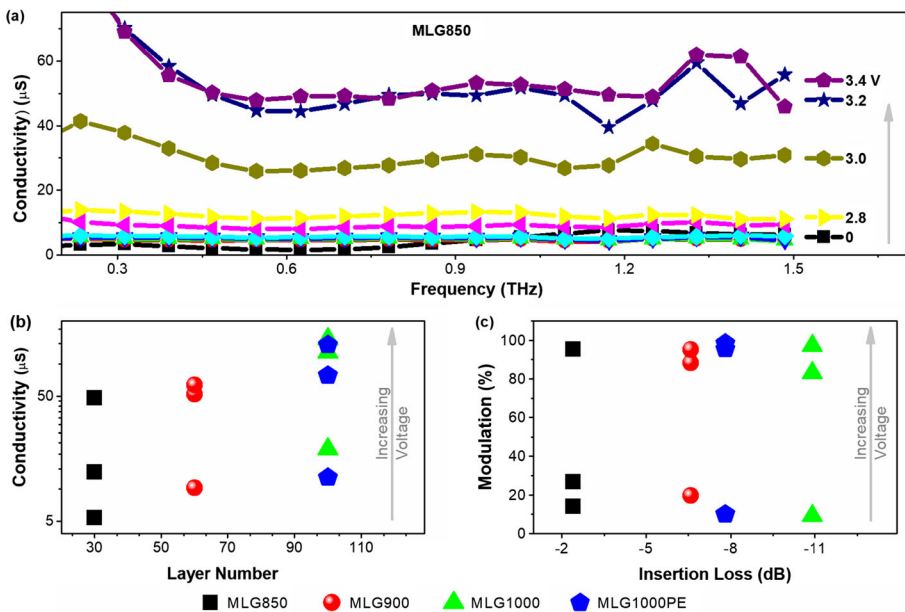 (a)
MLG850
60
40
20
0
Conductivity (μS)
3.4 V
3.2
3.0
2.8
0
0.3 0.6 0.9 1.2 1.5
Frequency (THz)
(b)
50
5
Conductivity (μS)
Increasing
Voltage
30 50 70 90 110
Layer Number
(c)
100
80
60
40
20
0
Modulation (%)
Increasing
Voltage
-2 -5 -8 -11
Insertion Loss (dB)
MLG850 MLG900 MLG1000 MLG1000PE